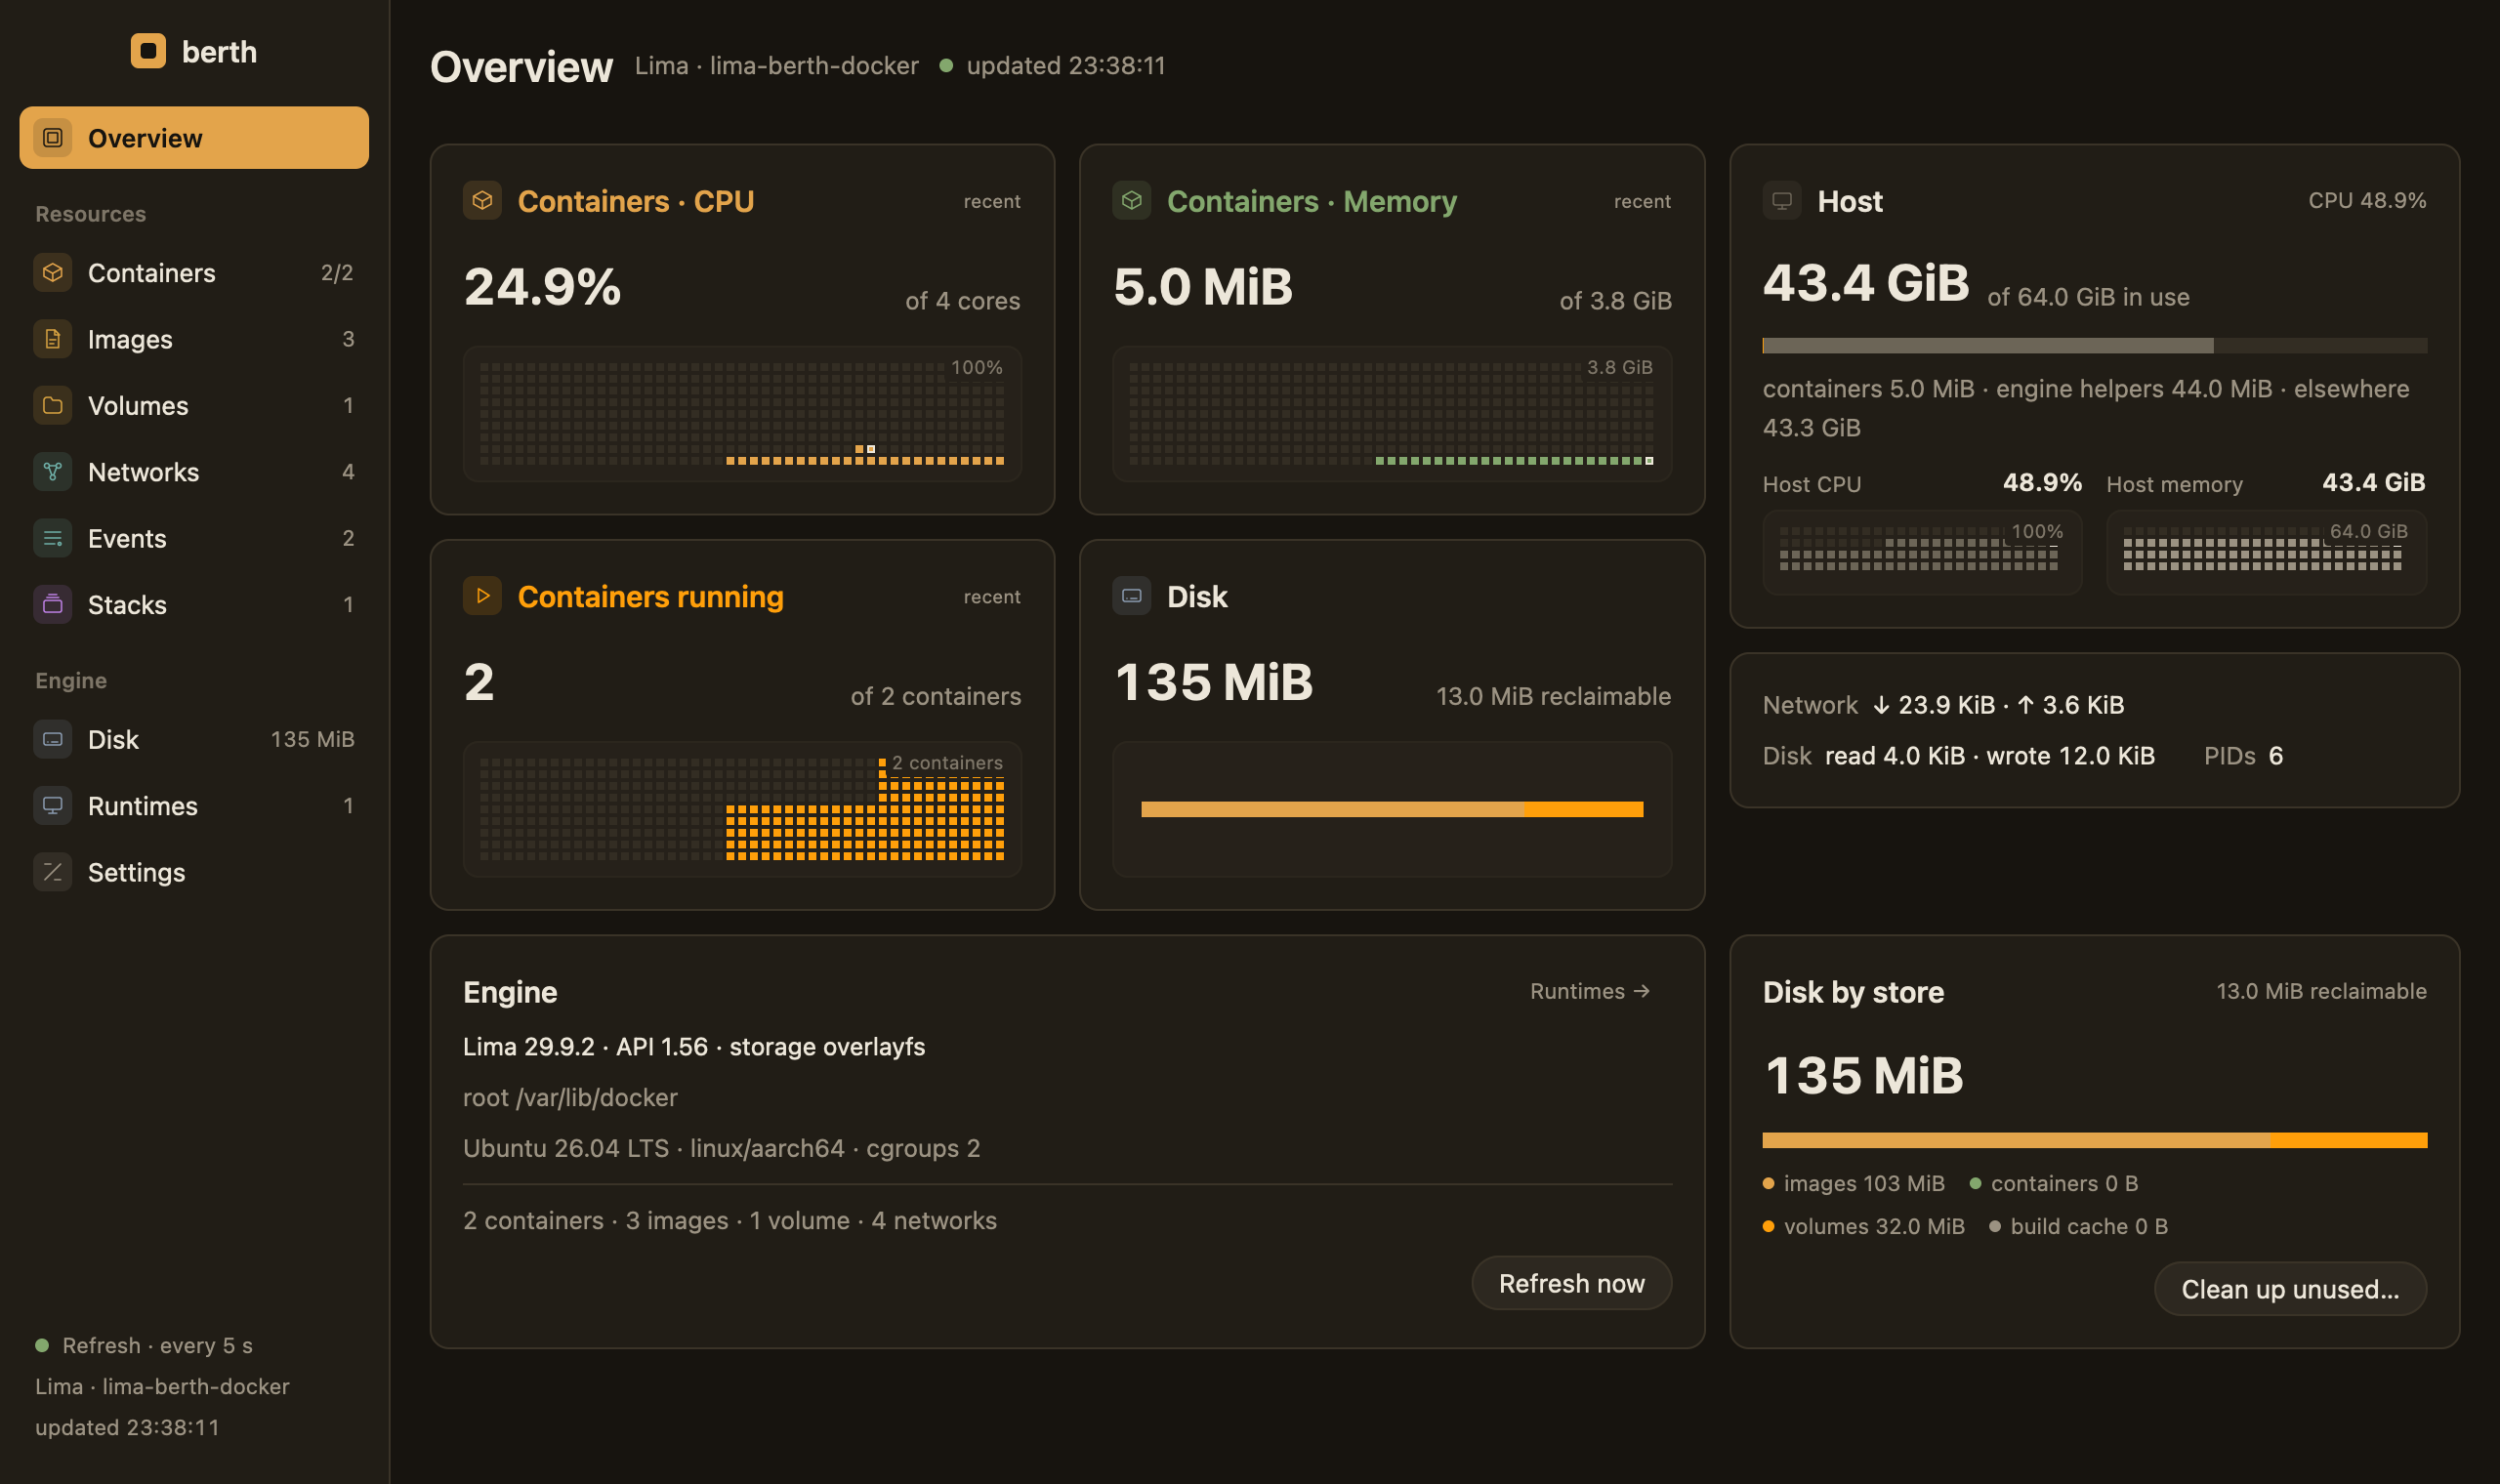 berth
Overview
Resources
Containers 2/2
Images 3
Volumes 1
Networks 4
Events 2
Stacks 1
Engine
Disk 135 MiB
Runtimes 1
Settings
Refresh · every 5 s
Lima · lima-berth-docker
updated 23:38:11
Overview Lima · lima-berth-docker updated 23:38:11
Containers · CPU recent
24.9% of 4 cores
100%
Containers · Memory recent
5.0 MiB of 3.8 GiB
3.8 GiB
Host CPU 48.9%
43.4 GiB of 64.0 GiB in use
containers 5.0 MiB · engine helpers 44.0 MiB · elsewhere
43.3 GiB
Host CPU 48.9%
100%
Host memory 43.4 GiB
64.0 GiB
Containers running recent
2 of 2 containers
2 containers
Disk
135 MiB 13.0 MiB reclaimable
Network ↓ 23.9 KiB · ↑ 3.6 KiB
Disk read 4.0 KiB · wrote 12.0 KiB PIDs 6
Engine Runtimes →
Lima 29.9.2 · API 1.56 · storage overlayfs
root /var/lib/docker
Ubuntu 26.04 LTS · linux/aarch64 · cgroups 2
2 containers · 3 images · 1 volume · 4 networks
Refresh now
Disk by store 13.0 MiB reclaimable
135 MiB
images 103 MiB containers 0 B
volumes 32.0 MiB build cache 0 B
Clean up unused...